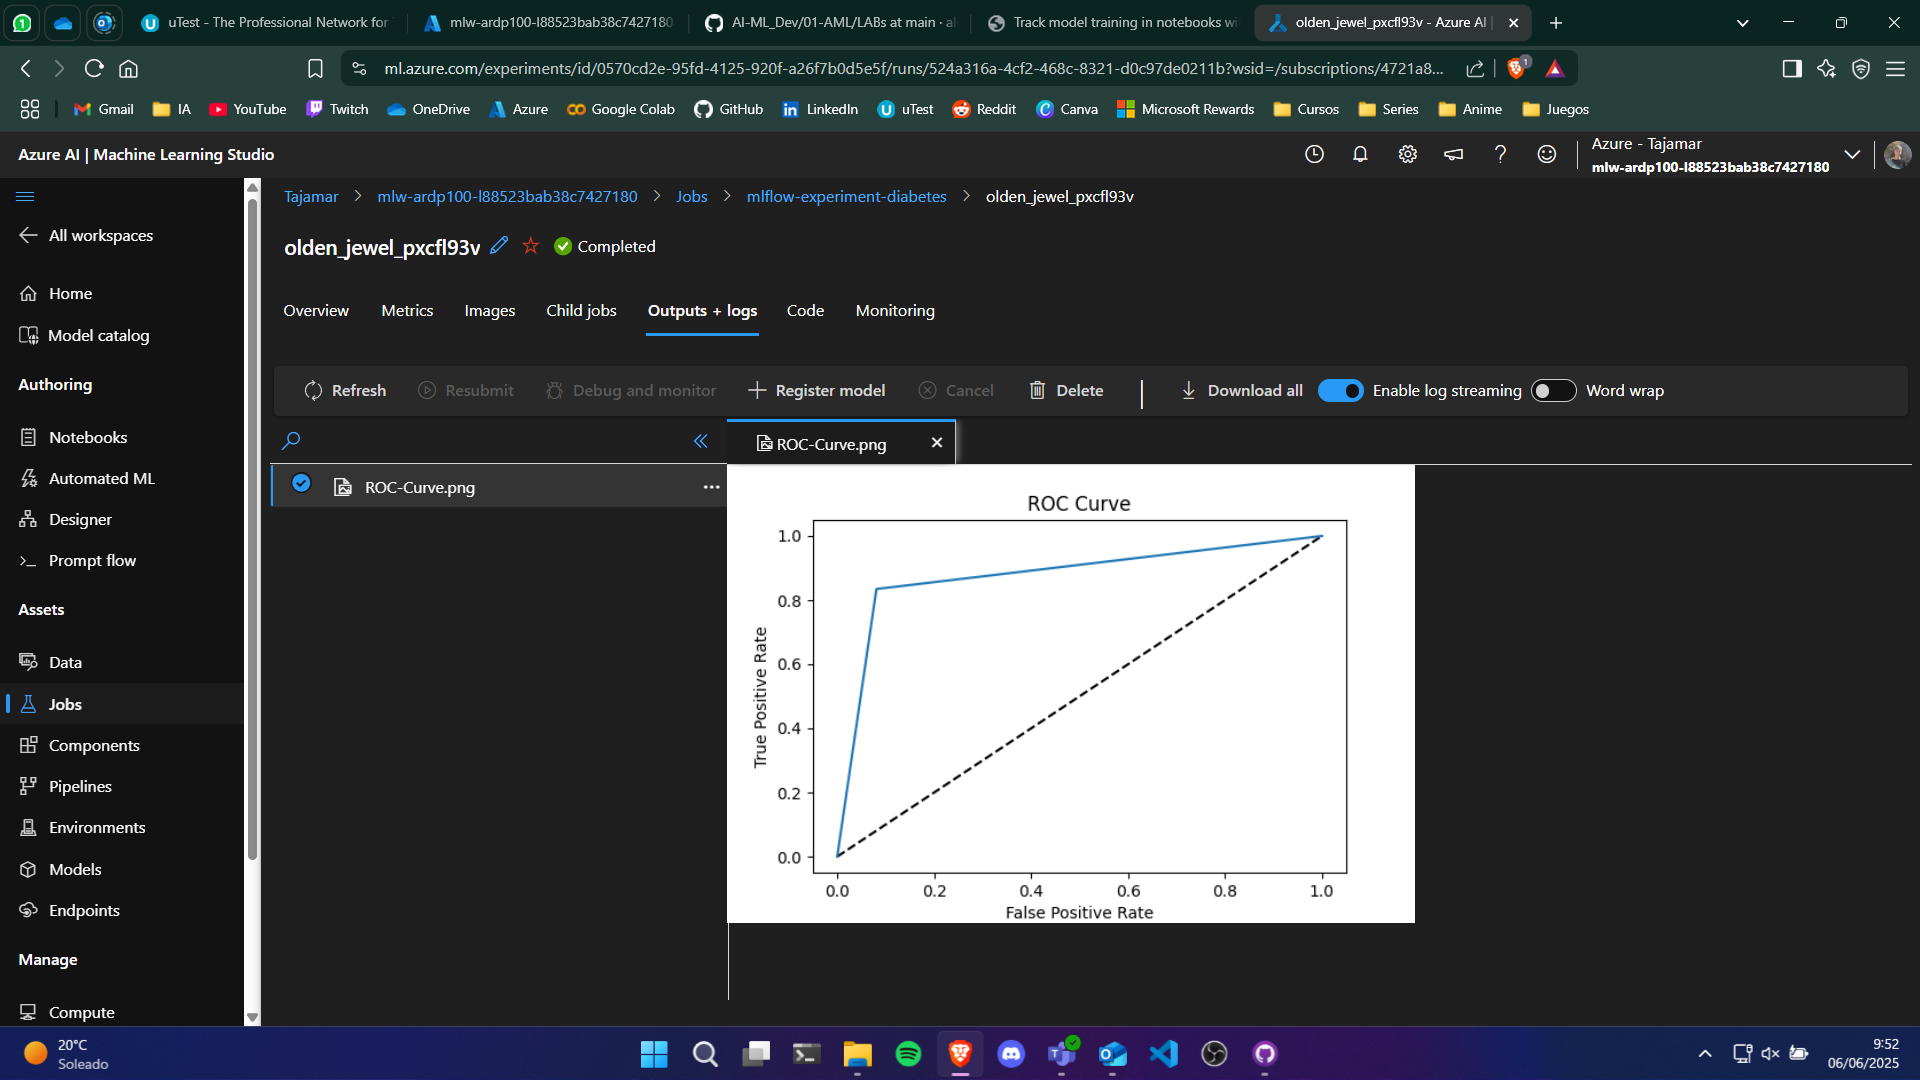 uTest - The Professional Network for
mlw-ardp100-l88523bab38c7427180
AI-ML_Dev/01-AML/LABs at main · al
Track model training in notebooks wi
olden_jewel_pxcfl93v - Azure AI |
ml.azure.com/experiments/id/0570cd2e-95fd-4125-920f-a26f7b0d5e5f/runs/524a316a-4cf2-468c-8321-d0c97de0211b?wsid=/subscriptions/4721a8...
1
Gmail
IA
YouTube
Twitch
OneDrive
Azure
Google Colab
GitHub
LinkedIn
uTest
Reddit
Canva
Microsoft Rewards
Cursos
Series
Anime
Juegos
Azure AI | Machine Learning Studio
Azure - Tajamar
mlw-ardp100-l88523bab38c7427180
Tajamar
mlw-ardp100-l88523bab38c7427180
Jobs
mlflow-experiment-diabetes
olden_jewel_pxcfl93v
All workspaces
Home
Model catalog
Authoring
Notebooks
Automated ML
Designer
Prompt flow
Assets
Data
Jobs
Components
Pipelines
Environments
Models
Endpoints
Manage
Compute
olden_jewel_pxcfl93v
Completed
Overview
Metrics
Images
Child jobs
Outputs + logs
Code
Monitoring
Refresh
Resubmit
Debug and monitor
Register model
Cancel
Delete
Download all
Enable log streaming
Word wrap
ROC-Curve.png
ROC-Curve.png
ROC Curve
1.0
0.8
0.6
0.4
0.2
0.0
True Positive Rate
0.0
0.2
0.4
0.6
0.8
1.0
False Positive Rate
20°C
Soleado
9:52
06/06/2025